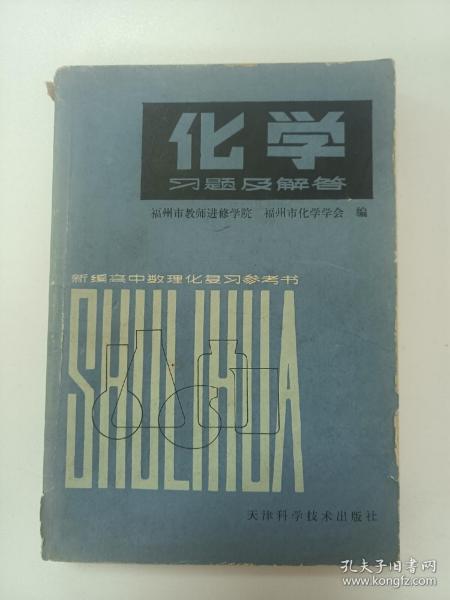 化学
习题及解答
福州市教师进修学院 福州市化学学会 编
新编高中数理化复习参考书
SHULIHUA
天津科学技术出版社
孔夫子旧书网
www.kongfz.com